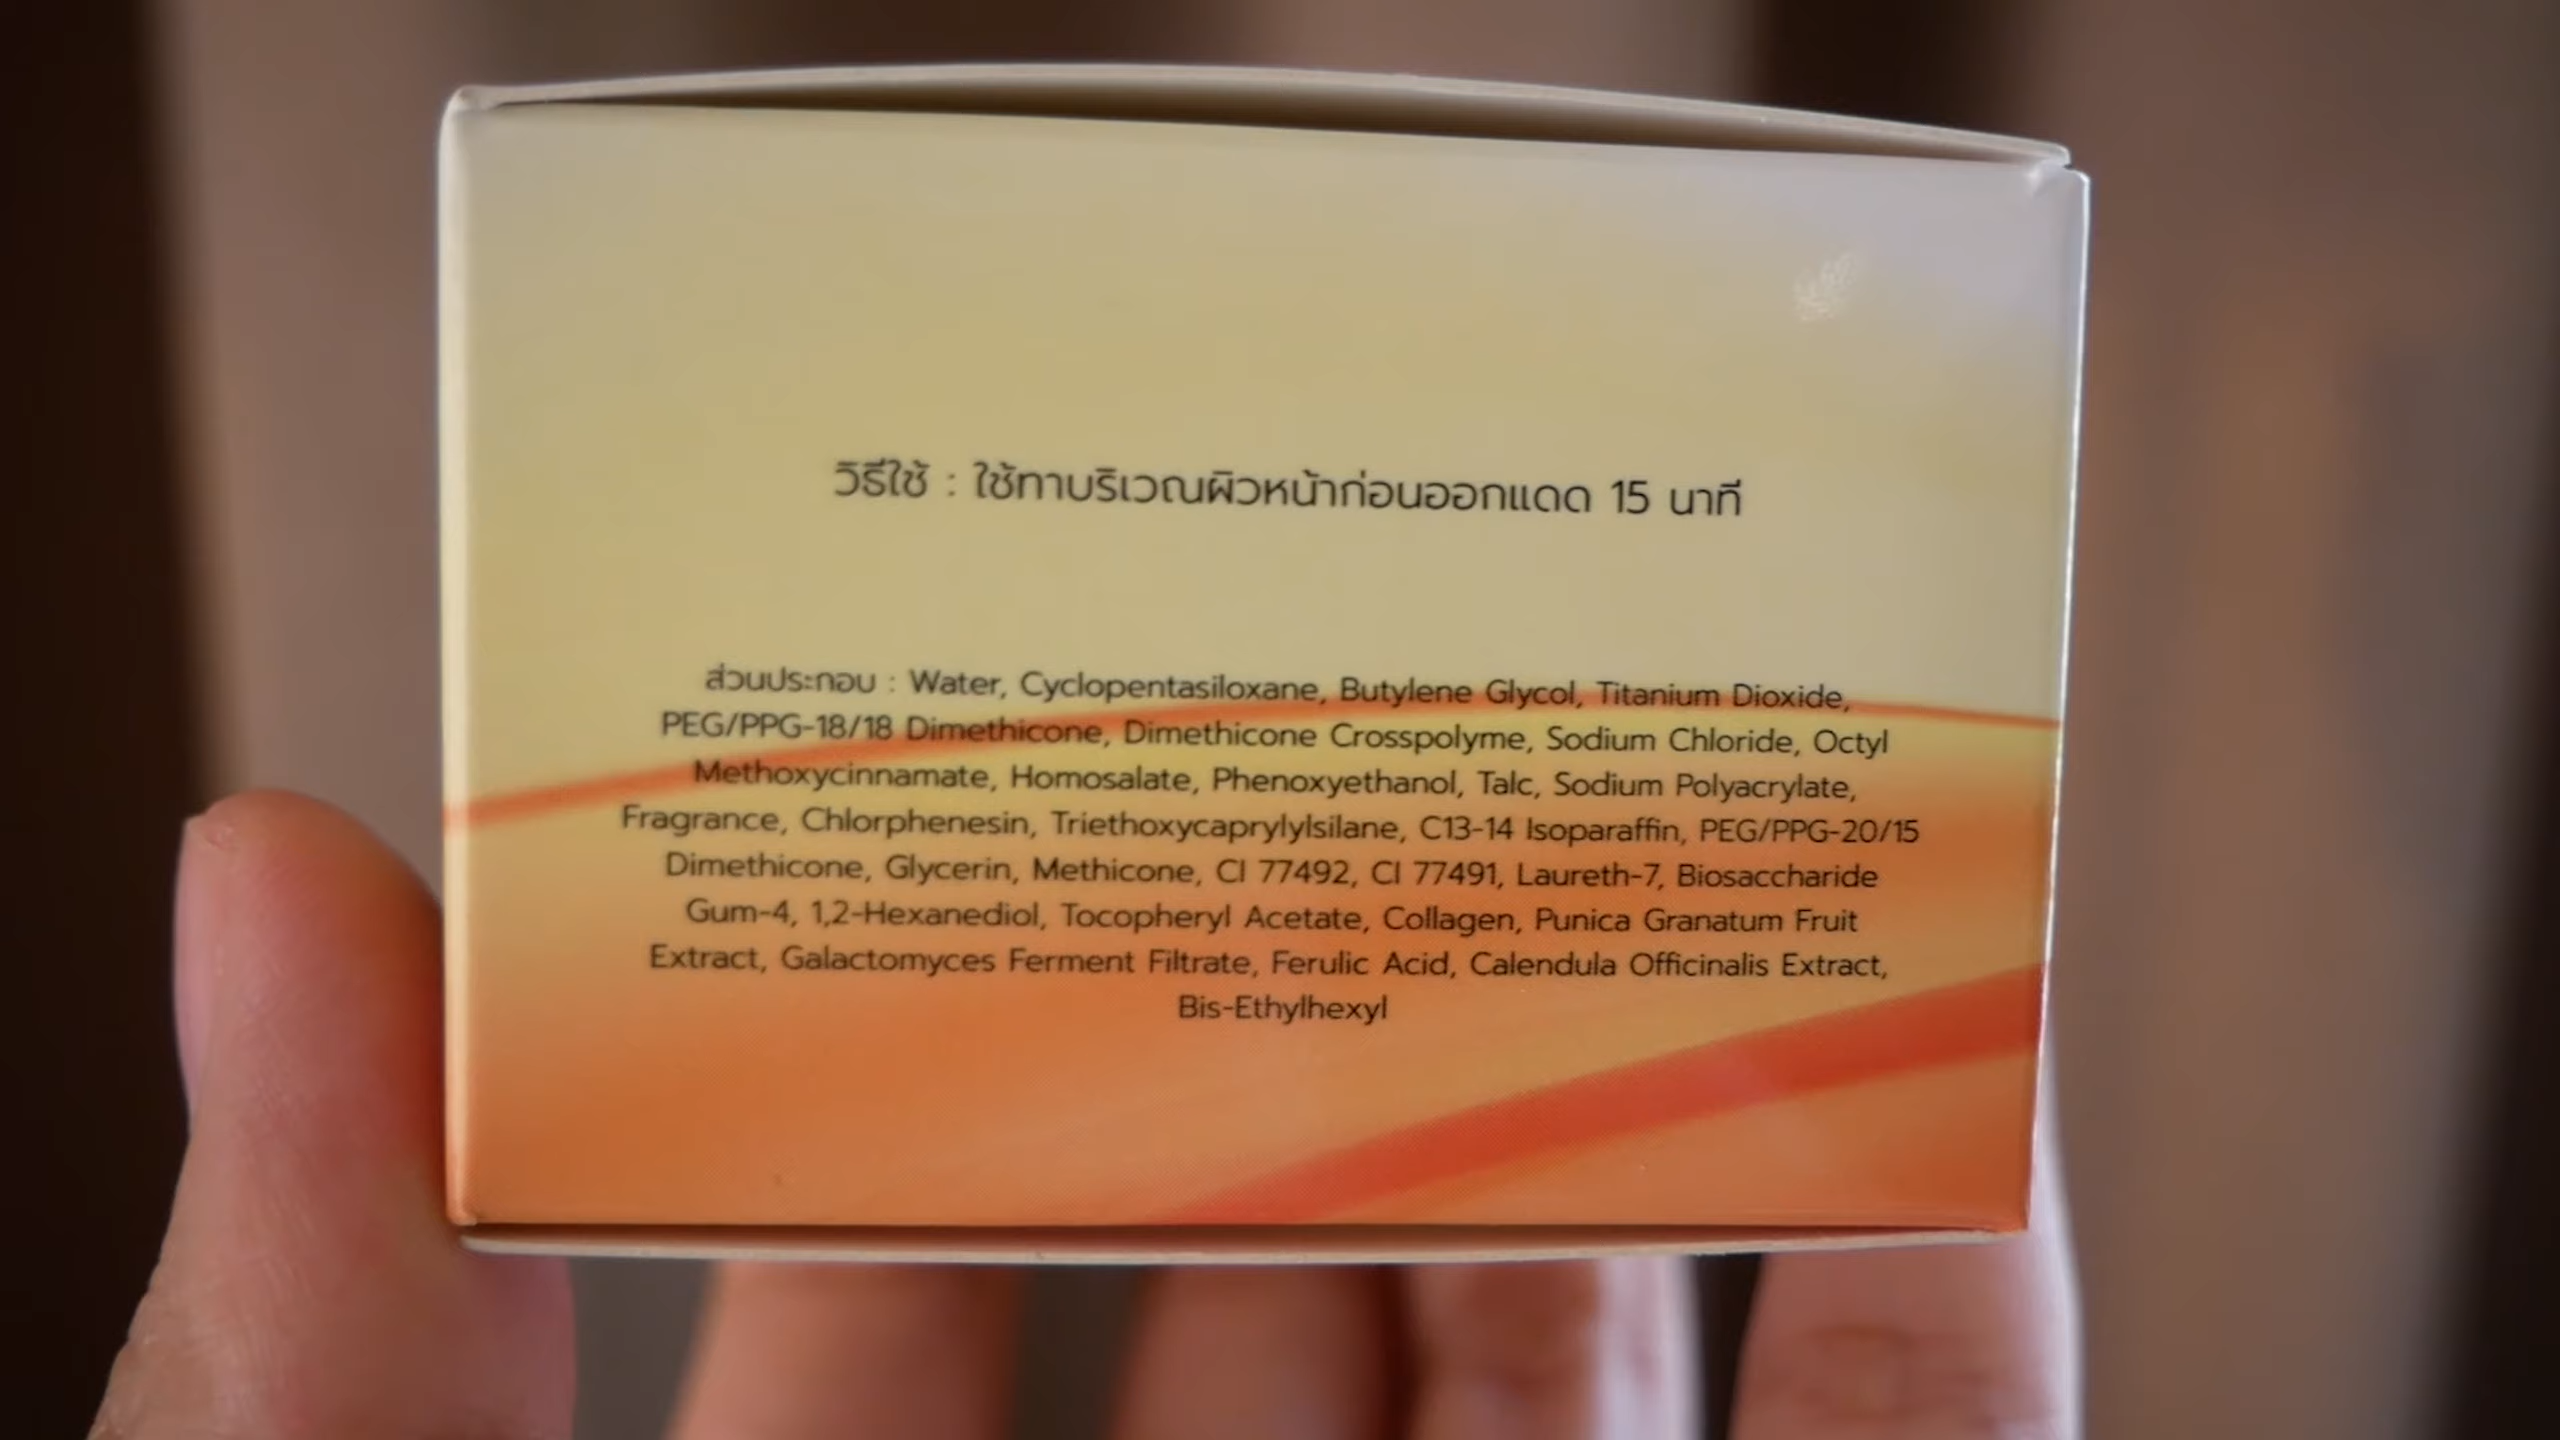 วิธีใช้ : ใช้ทาบริเวณผิวหน้าก่อนออกแดด 15 นาที
ส่วนประกอบ : Water, Cyclopentasiloxane, Butylene Glycol, Titanium Dioxide,
PEG/PPG-18/18 Dimethicone, Dimethicone Crosspolyme, Sodium Chloride, Octyl
Methoxycinnamate, Homosalate, Phenoxyethanol, Talc, Sodium Polyacrylate,
Fragrance, Chlorphenesin, Triethoxycaprylylsilane, C13-14 Isoparaffin, PEG/PPG-20/15
Dimethicone, Glycerin, Methicone, CI 77492, CI 77491, Laureth-7, Biosaccharide
Gum-4, 1,2-Hexanediol, Tocopheryl Acetate, Collagen, Punica Granatum Fruit
Extract, Galactomyces Ferment Filtrate, Ferulic Acid, Calendula Officinalis Extract,
Bis-Ethylhexyl